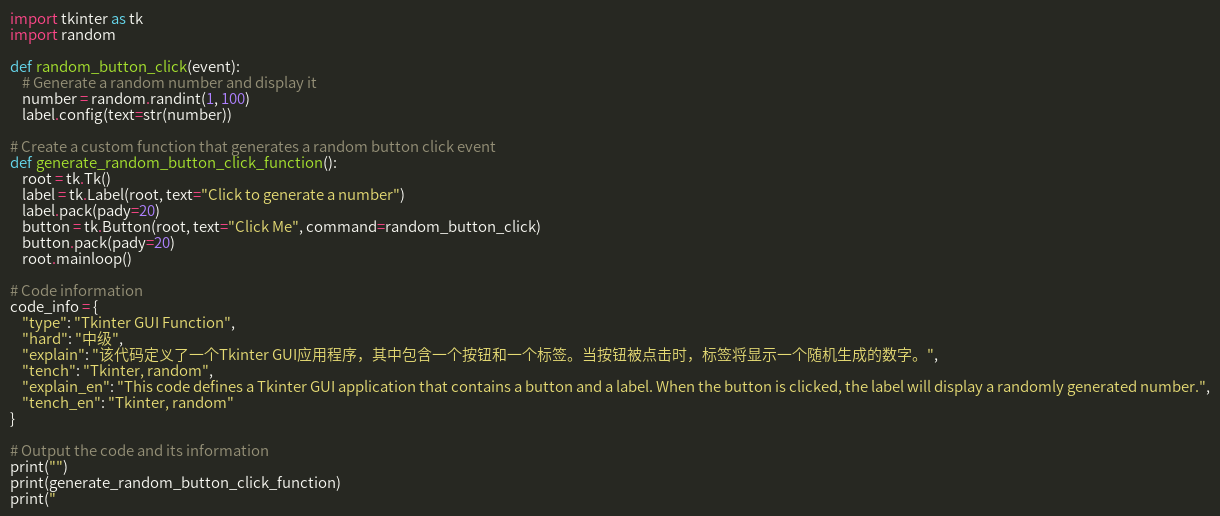 import tkinter as tk
import random
def random_button_click(event):
# Generate a random number and display it
number = random.randint(1, 100)
label.config(text=str(number))
# Create a custom function that generates a random button click event
def generate_random_button_click_function():
root = tk.Tk()
label = tk.Label(root, text="Click to generate a number")
label.pack(pady=20)
button = tk.Button(root, text="Click Me", command=random_button_click)
button.pack(pady=20)
root.mainloop()
# Code information
code_info = {
"type": "Tkinter GUI Function",
"hard": "中级",
"explain": "该代码定义了一个Tkinter GUI应用程序，其中包含一个按钮和一个标签。当按钮被点击时，标签将显示一个随机生成的数字。",
"tench": "Tkinter, random",
"explain_en": "This code defines a Tkinter GUI application that contains a button and a label. When the button is clicked, the label will display a randomly generated number.",
"tench_en": "Tkinter, random"
}
# Output the code and its information
print("")
print(generate_random_button_click_function)
print("